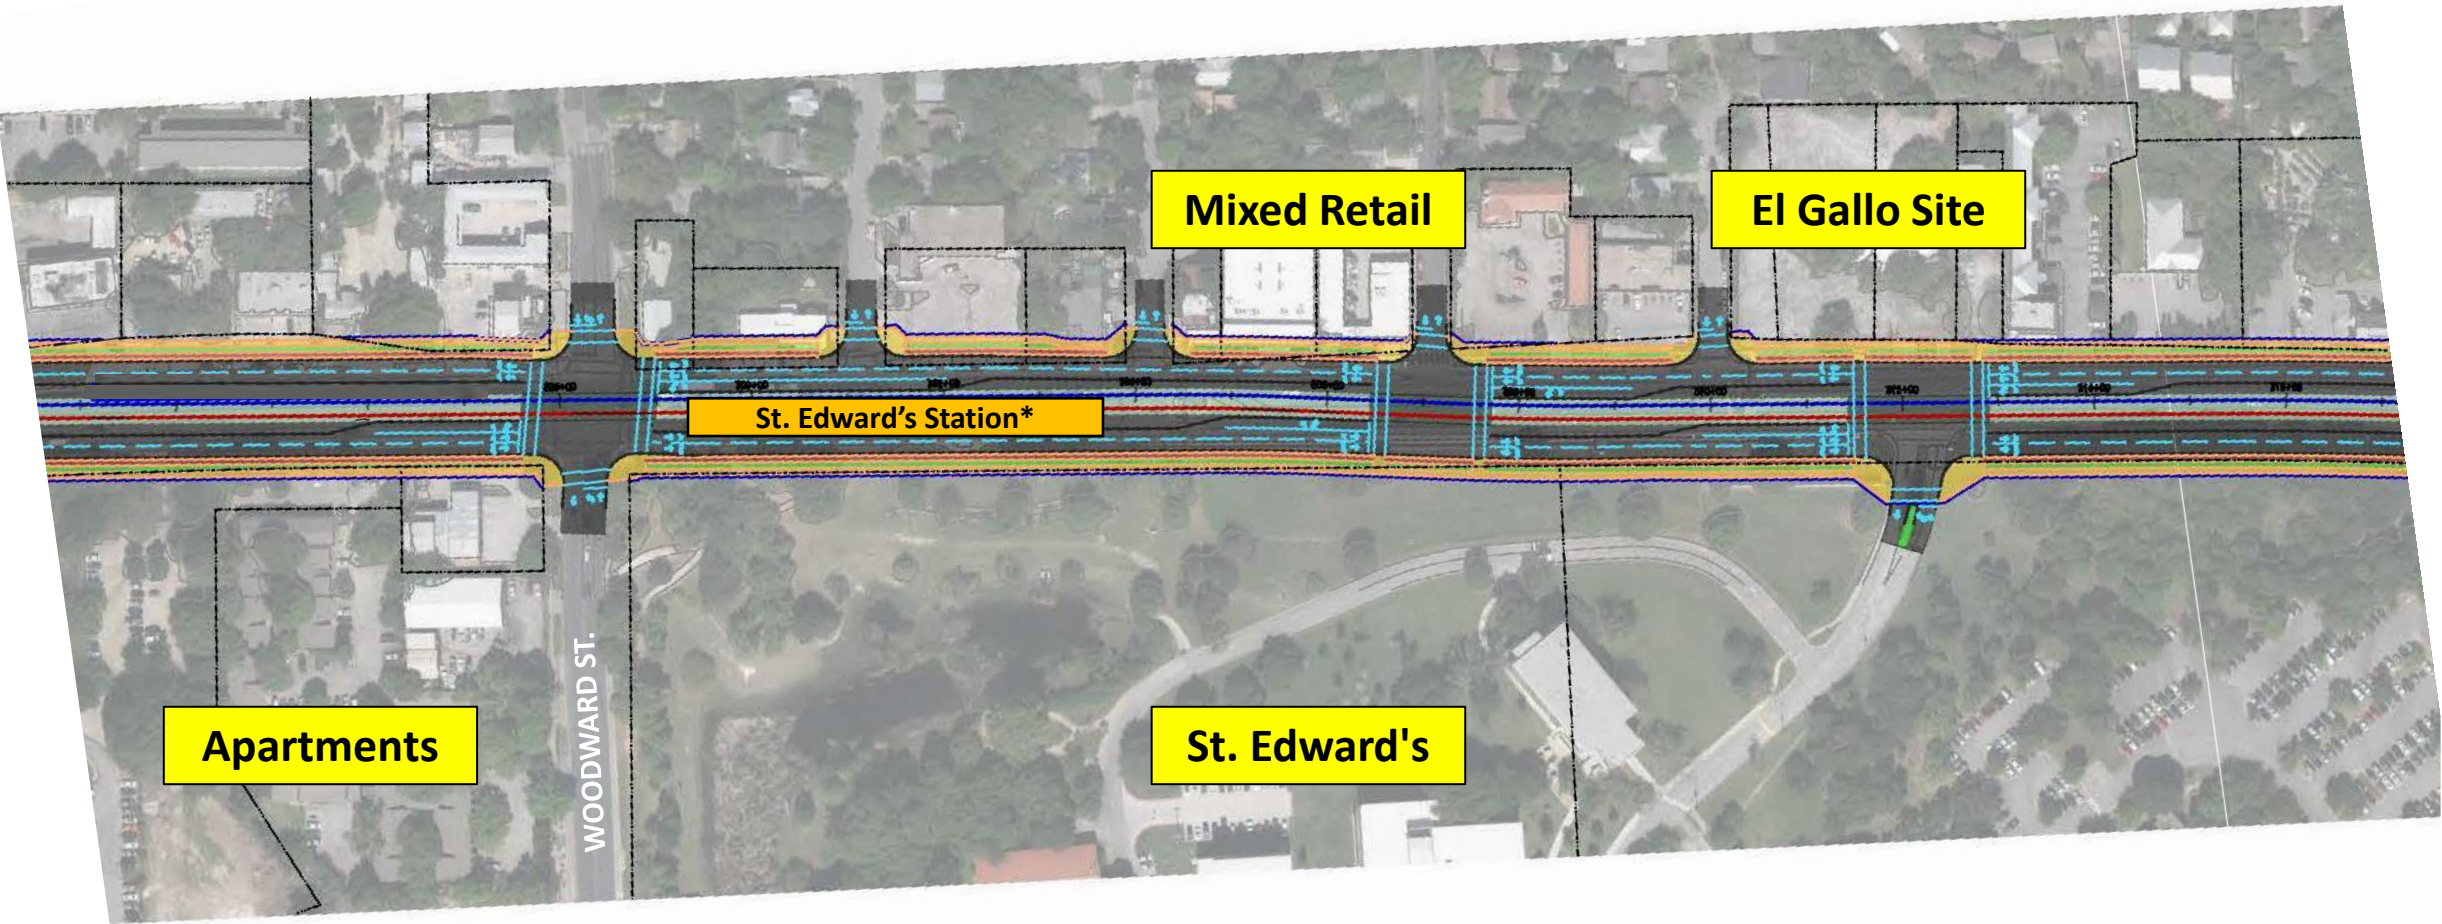 Mixed Retail
El Gallo Site
St. Edward’s Station*
WOODWARD ST.
Apartments
St. Edward's